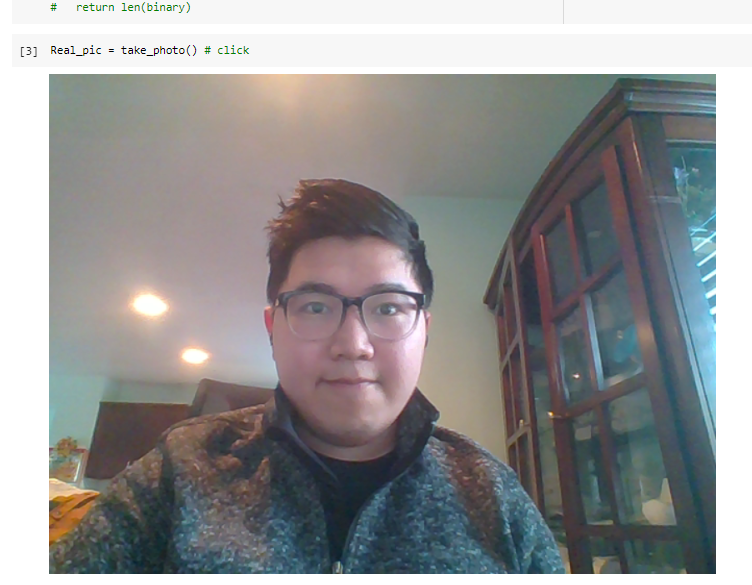 #   return len(binary)
[3] Real_pic = take_photo() # click